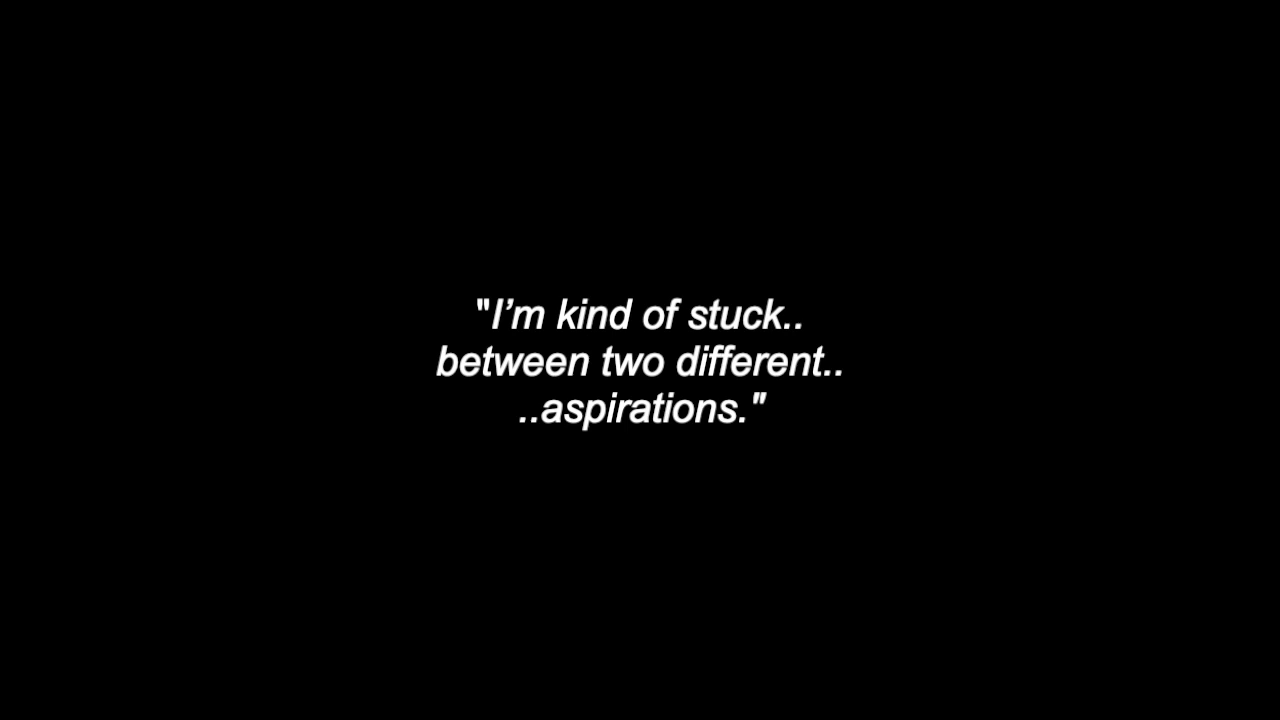 "I’m kind of stuck..
between two different..
..aspirations."